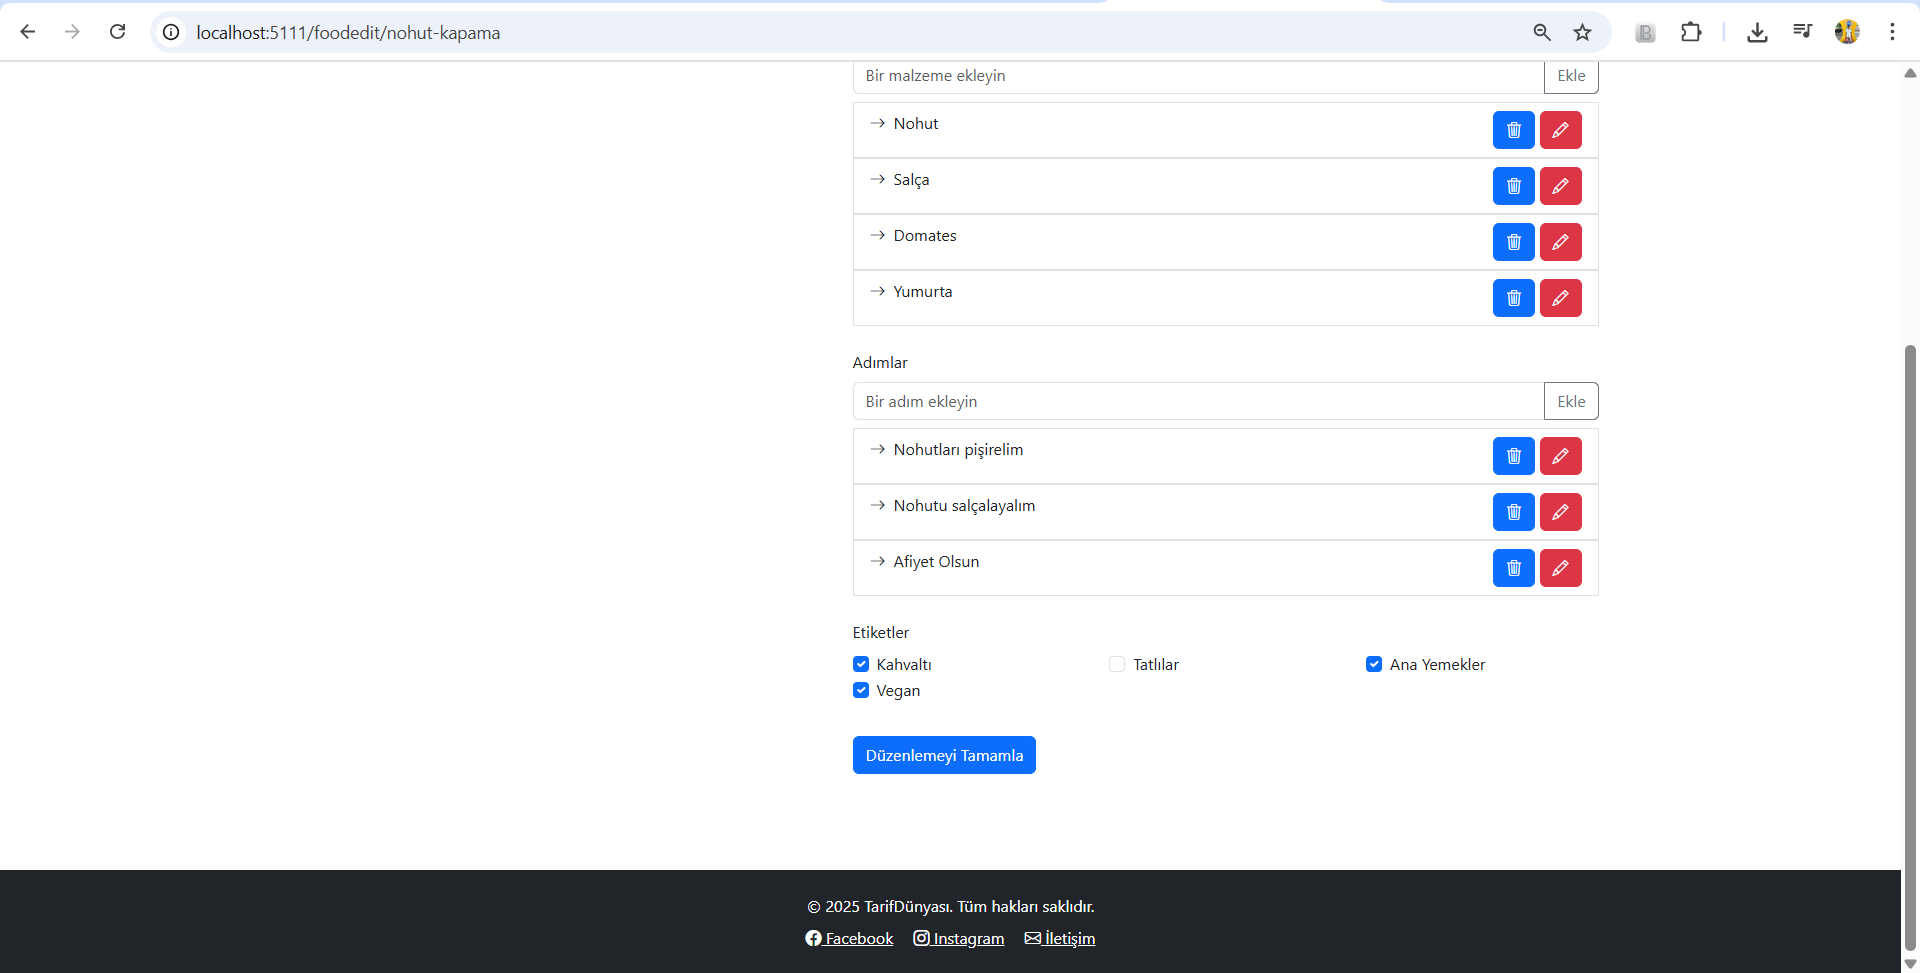 localhost:5111/foodedit/nohut-kapama
Bir malzeme ekleyin Ekle
Nohut
Salça
Domates
Yumurta
Adımlar
Bir adım ekleyin Ekle
Nohutları pişirelim
Nohutu salçalayalım
Afiyet Olsun
Etiketler
Kahvaltı Tatlılar Ana Yemekler
Vegan
Düzenlemeyi Tamamla
© 2025 TarifDünyası. Tüm hakları saklıdır.
Facebook Instagram İletişim